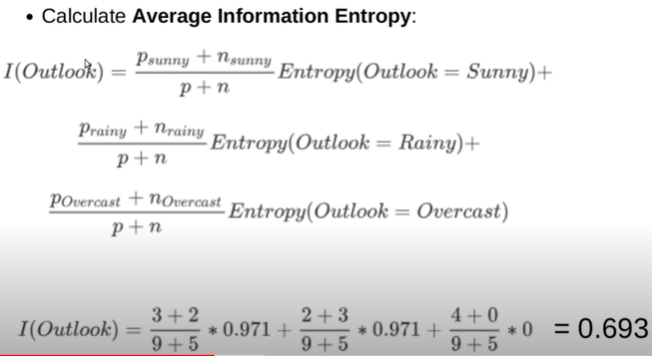 • Calculate Average Information Entropy:
I(Outlook) = \frac{p_{sunny} + n_{sunny}}{p + n} Entropy(Outlook = Sunny)+
\frac{p_{rainy} + n_{rainy}}{p + n} Entropy(Outlook = Rainy)+
\frac{p_{Overcast} + n_{Overcast}}{p + n} Entropy(Outlook = Overcast)
I(Outlook) = \frac{3 + 2}{9 + 5} * 0.971 + \frac{2 + 3}{9 + 5} * 0.971 + \frac{4 + 0}{9 + 5} * 0 = 0.693